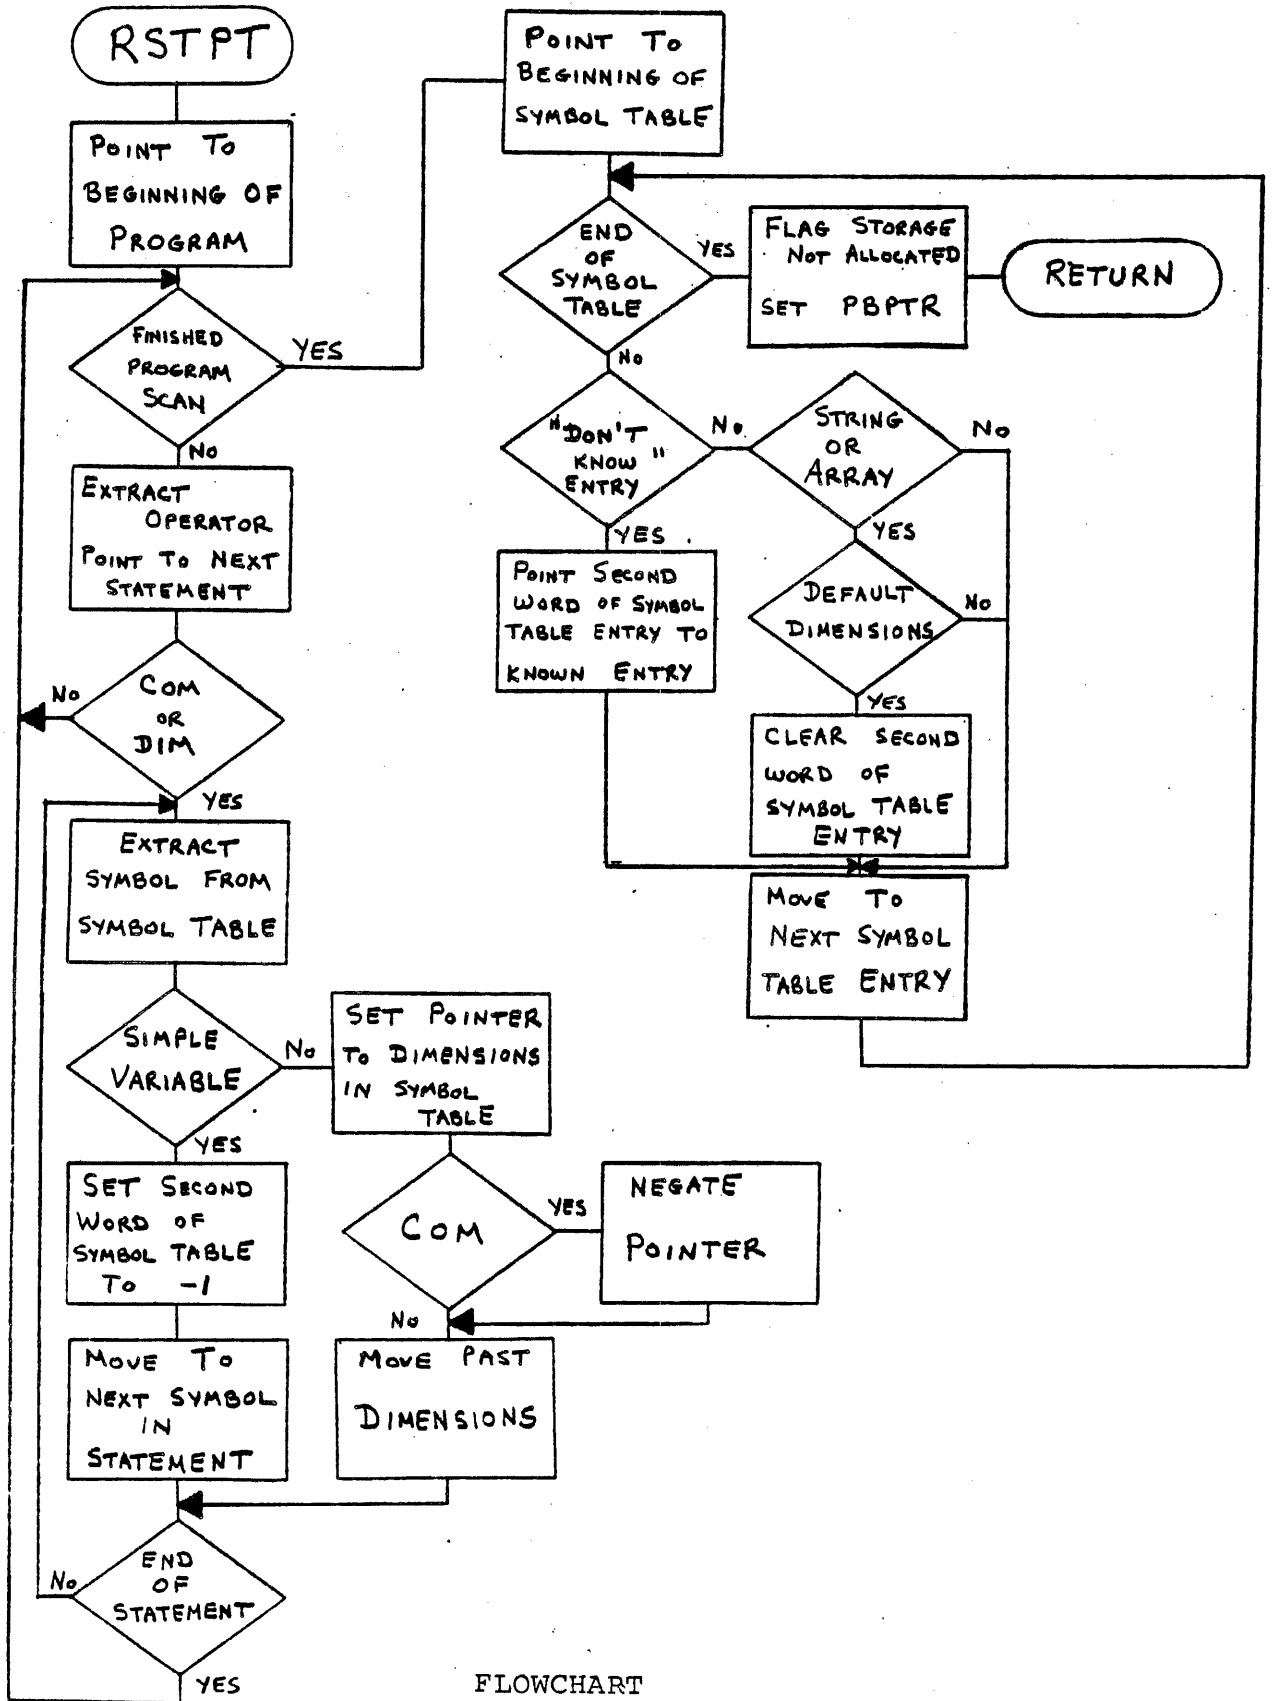 RSTPT
POINT TO
BEGINNING OF
PROGRAM
FINISHED
PROGRAM
SCAN
YES
NO
EXTRACT
OPERATOR
POINT TO NEXT
STATEMENT
COM
OR
DIM
NO
YES
EXTRACT
SYMBOL FROM
SYMBOL TABLE
SIMPLE
VARIABLE
NO
YES
SET SECOND
WORD OF
SYMBOL TABLE
TO -1
MOVE TO
NEXT SYMBOL
IN
STATEMENT
END
OF
STATEMENT
NO
YES
SET POINTER
TO DIMENSIONS
IN SYMBOL
TABLE
COM
YES
NO
NEGATE
POINTER
MOVE PAST
DIMENSIONS
POINT TO
BEGINNING OF
SYMBOL TABLE
END
OF
SYMBOL
TABLE
YES
NO
FLAG STORAGE
NOT ALLOCATED
SET PBPTR
RETURN
"DON'T
KNOW"
ENTRY
NO
YES
POINT SECOND
WORD OF SYMBOL
TABLE ENTRY TO
KNOWN ENTRY
STRING
OR
ARRAY
NO
YES
DEFAULT
DIMENSIONS
NO
YES
CLEAR SECOND
WORD OF
SYMBOL TABLE
ENTRY
MOVE TO
NEXT SYMBOL
TABLE ENTRY
FLOWCHART